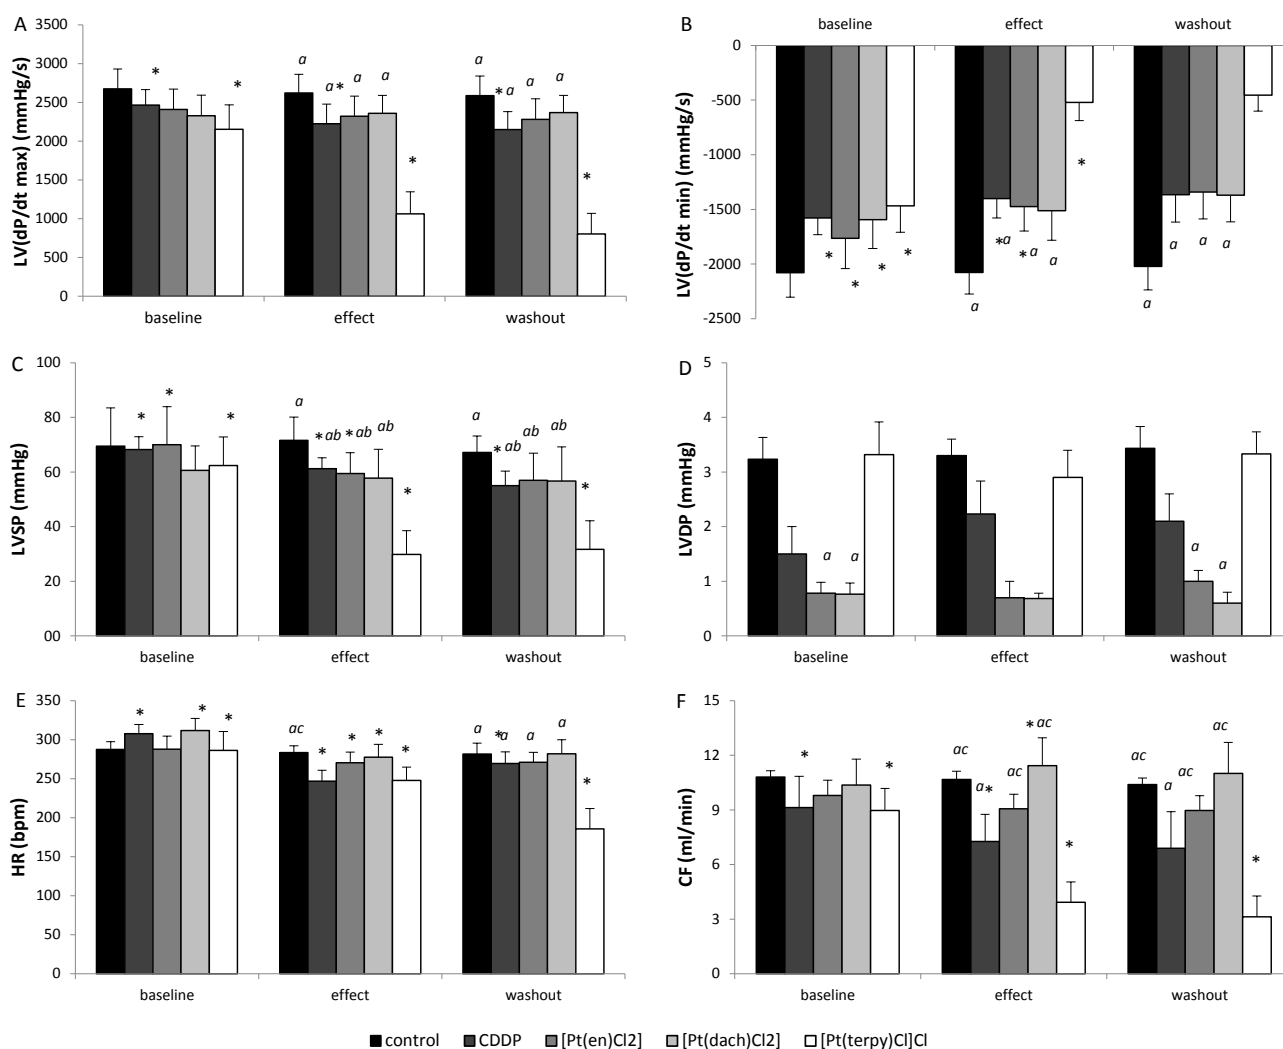 A
LV(dP/dt max) (mmHg/s)
3500
3000
2500
2000
1500
1000
500
0
*
*
a
a *
a
a
*
a
* a
a
a
*
baseline
effect
washout
B
baseline
effect
washout
LV(dP/dt min) (mmHg/s)
0
-500
-1000
-1500
-2000
-2500
*
*
*
*
a
* a
* a
a
*
a
a
a
a
C
LVSP (mmHg)
100
80
60
40
20
00
*
*
*
a
* ab
* ab
ab
*
a
* ab
ab
ab
*
baseline
effect
washout
D
LVDP (mmHg)
5
4
3
2
1
0
a
a
a
a
baseline
effect
washout
E
HR (bpm)
350
300
250
200
150
100
50
0
*
*
*
ac
*
*
*
*
a
* a
a
a
*
baseline
effect
washout
F
CF (ml/min)
15
12
9
6
3
0
*
*
ac
a *
ac
* ac
*
ac
a
ac
ac
*
baseline
effect
washout
control CDDP [Pt(en)Cl2] [Pt(dach)Cl2] [Pt(terpy)Cl]Cl